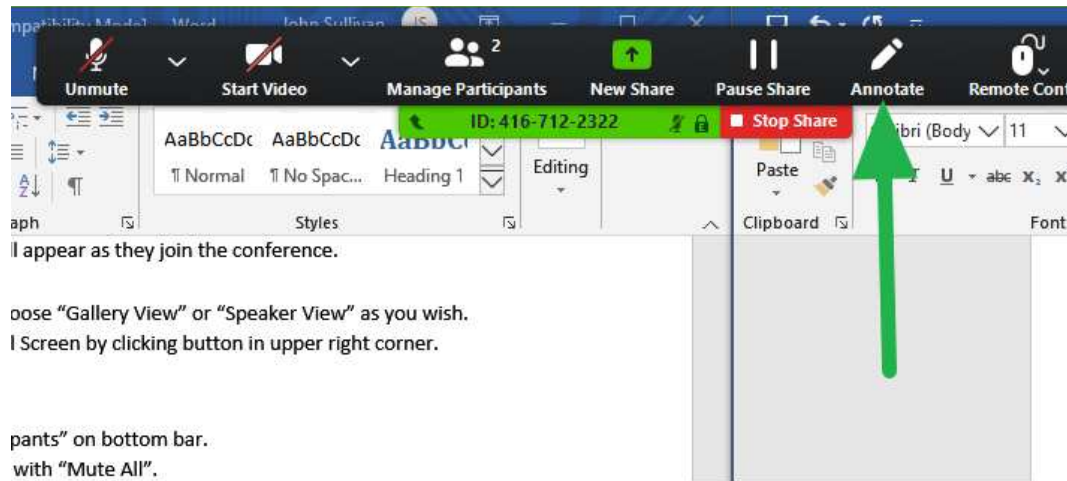 Word
John Sullivan
JS
2
Unmute
Start Video
Manage Participants
New Share
Pause Share
Annotate
Remote Cont
ID: 416-712-2322
Stop Share
AaBbCcDc
AaBbCcDc
AaBbCc
¶ Normal
¶ No Spac...
Heading 1
Editing
Paste
ibri (Body
11
U
abc
X₂
aph
Styles
Clipboard
Font
ll appear as they join the conference.
oose “Gallery View” or “Speaker View” as you wish.
l Screen by clicking button in upper right corner.
pants” on bottom bar.
with “Mute All”.